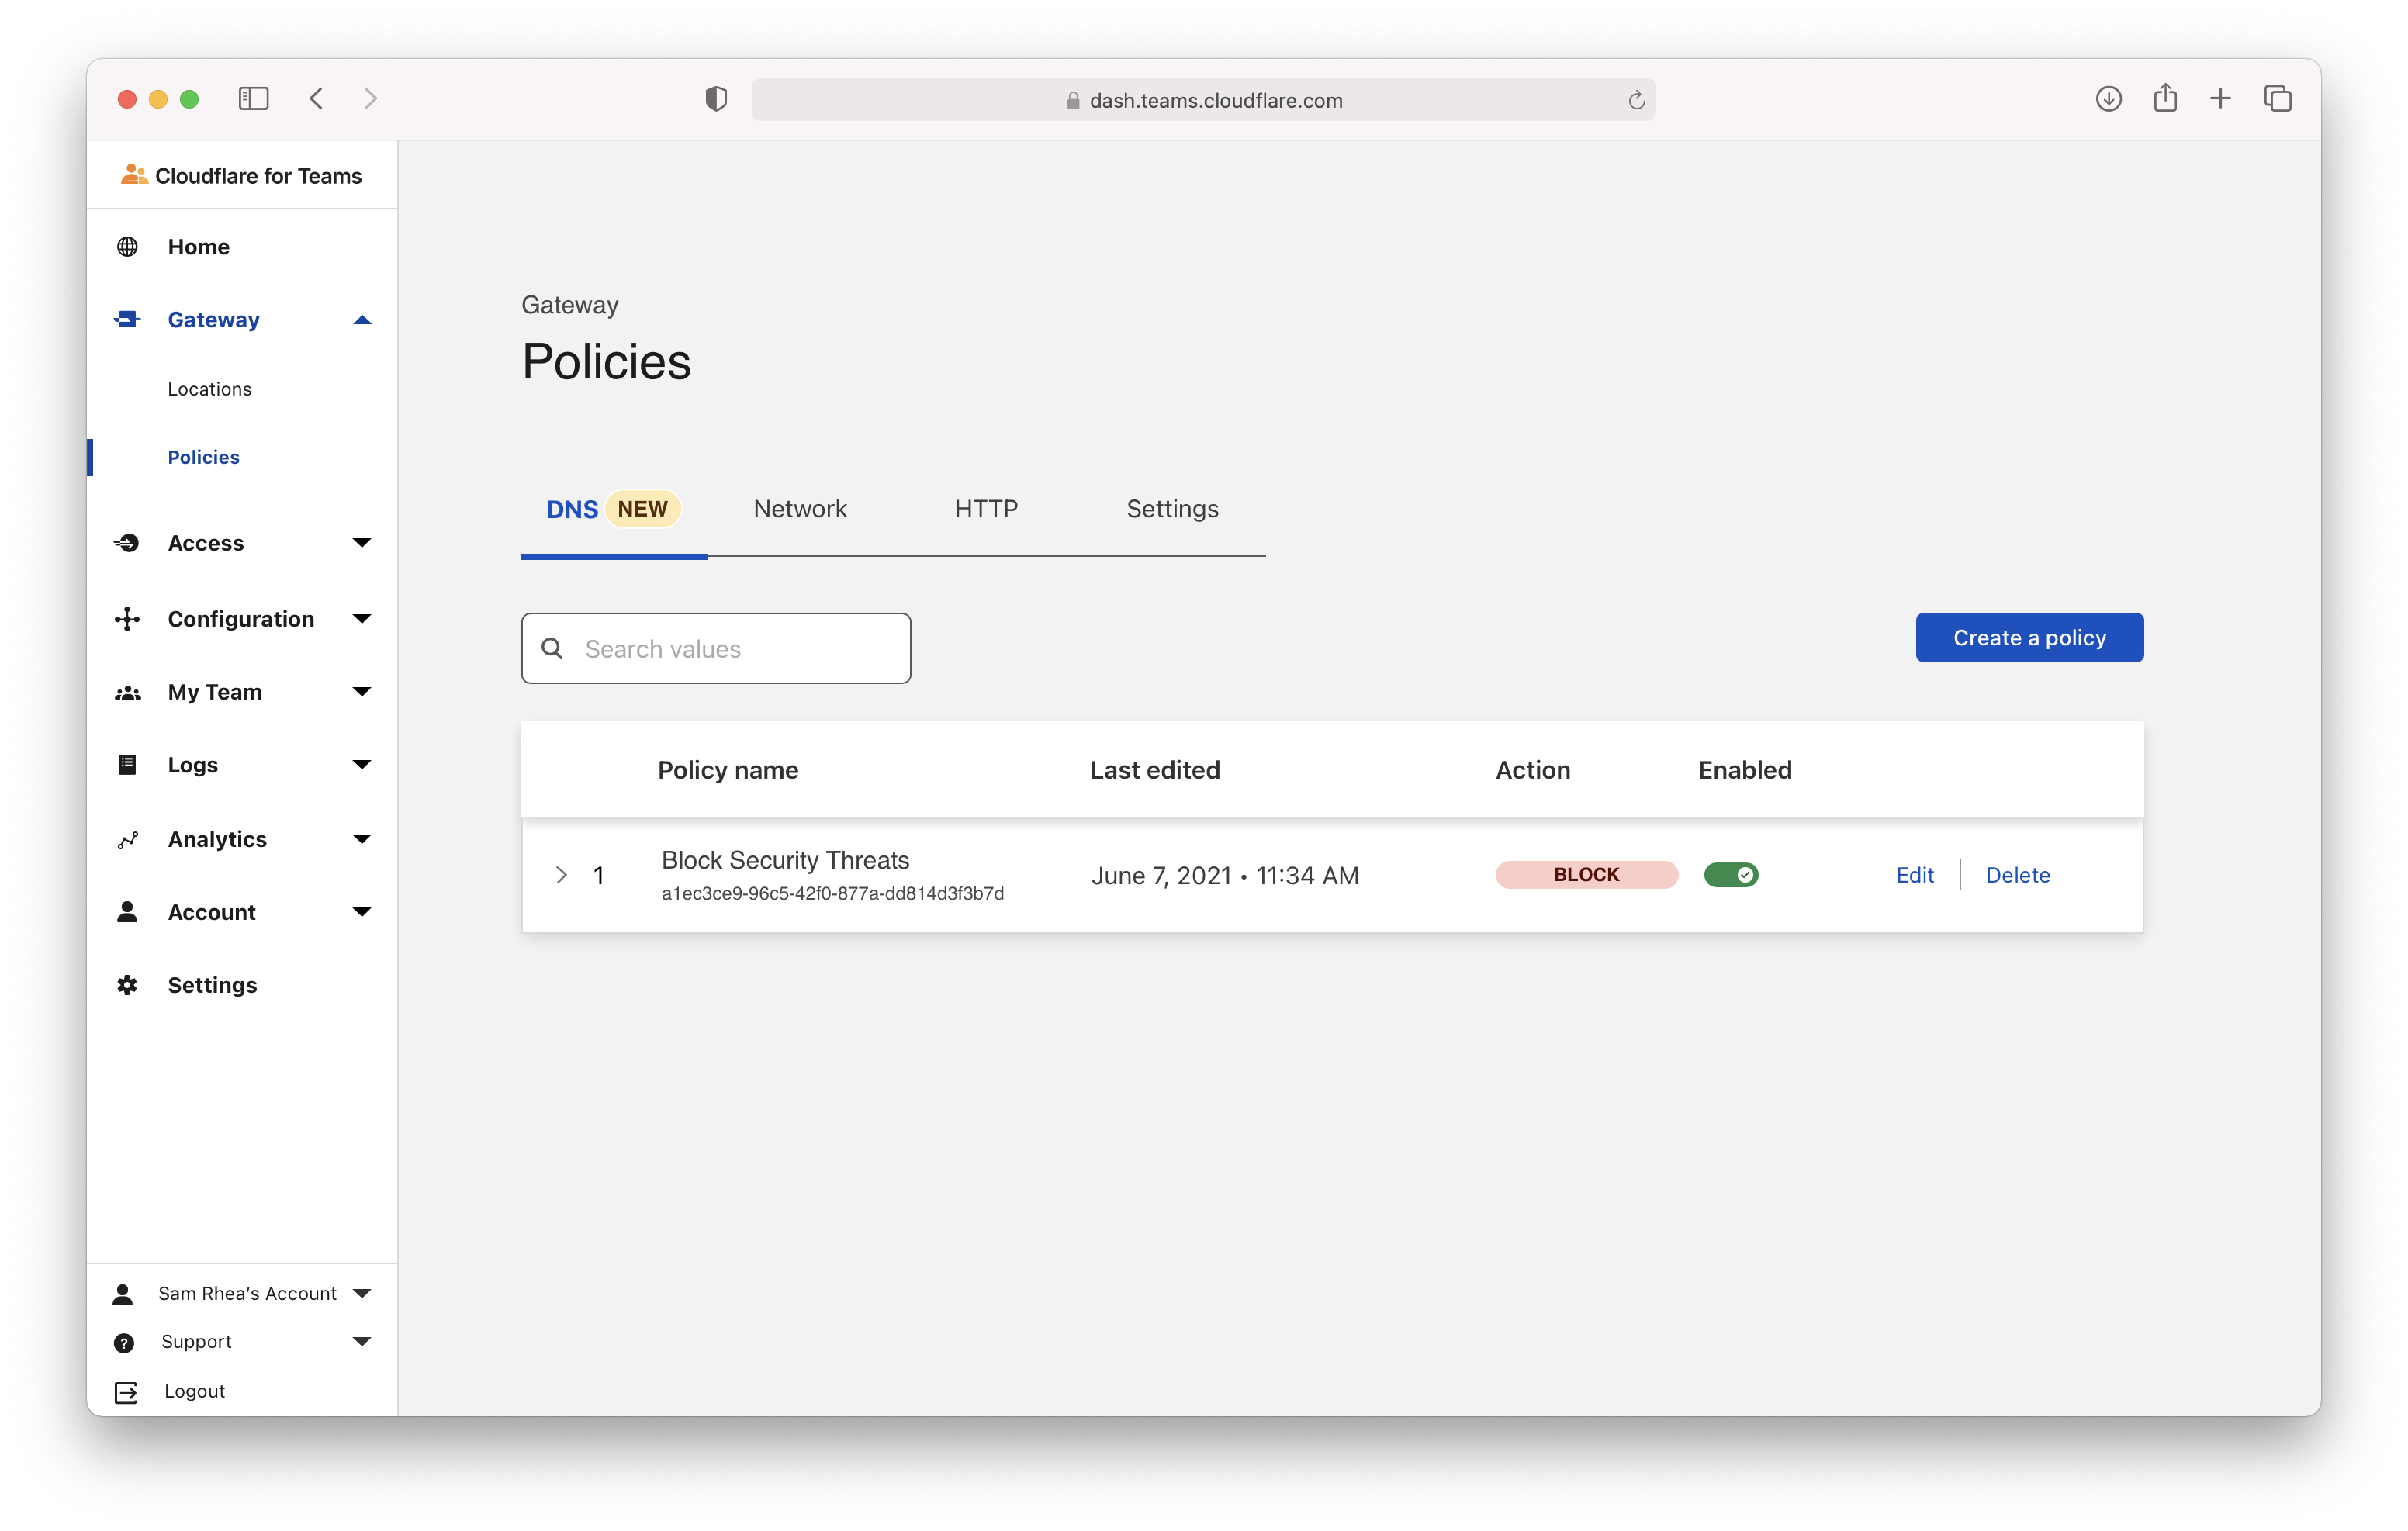 dash.teams.cloudflare.com
Cloudflare for Teams
Home
Gateway
Locations
Policies
Access
Configuration
My Team
Logs
Analytics
Account
Settings
Sam Rhea’s Account
Support
Logout
Gateway
Policies
DNS NEW Network HTTP Settings
Search values
Create a policy
Policy name Last edited Action Enabled
1 Block Security Threats June 7, 2021 • 11:34 AM BLOCK Edit Delete
a1ec3ce9-96c5-42f0-877a-dd814d3f3b7d